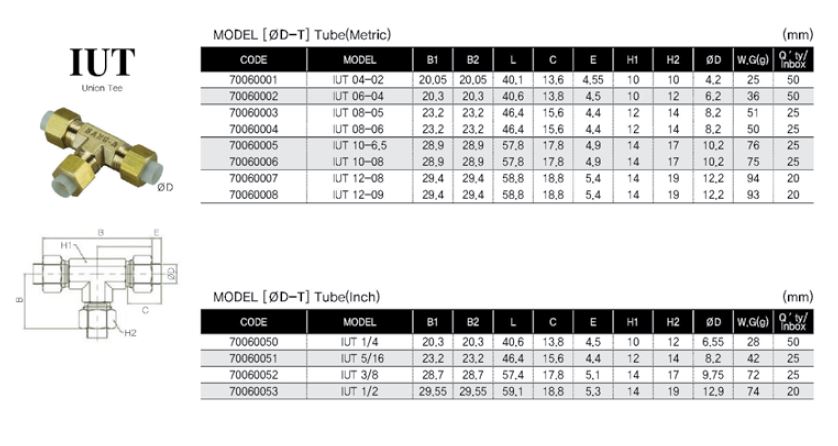 IUT
Union Tee
SANG-A
ØD
B
E
H1
ØD
B
C
H2
MODEL [ØD-T] Tube(Metric) (mm)
CODE MODEL B1 B2 L C E H1 H2 ØD W.G(g) Q'ty/Inbox
70060001 IUT 04-02 20,05 20,05 40,1 13,6 4,55 10 10 4,2 25 50
70060002 IUT 06-04 20,3 20,3 40,6 13,8 4,5 10 12 6,2 36 50
70060003 IUT 08-05 23,2 23,2 46,4 15,6 4,4 12 14 8,2 51 25
70060004 IUT 08-06 23,2 23,2 46,4 15,6 4,4 12 14 8,2 50 25
70060005 IUT 10-6,5 28,9 28,9 57,8 17,8 4,9 14 17 10,2 76 25
70060006 IUT 10-08 28,9 28,9 57,8 17,8 4,9 14 17 10,2 75 25
70060007 IUT 12-08 29,4 29,4 58,8 18,8 5,4 14 19 12,2 94 20
70060008 IUT 12-09 29,4 29,4 58,8 18,8 5,4 14 19 12,2 93 20
MODEL [ØD-T] Tube(Inch) (mm)
CODE MODEL B1 B2 L C E H1 H2 ØD W.G(g) Q'ty/Inbox
70060050 IUT 1/4 20,3 20,3 40,6 13,8 4,5 10 12 6,55 28 50
70060051 IUT 5/16 23,2 23,2 46,4 15,6 4,4 12 14 8,2 42 25
70060052 IUT 3/8 28,7 28,7 57,4 17,8 5,1 14 17 9,75 72 25
70060053 IUT 1/2 29,55 29,55 59,1 18,8 5,3 14 19 12,9 74 20